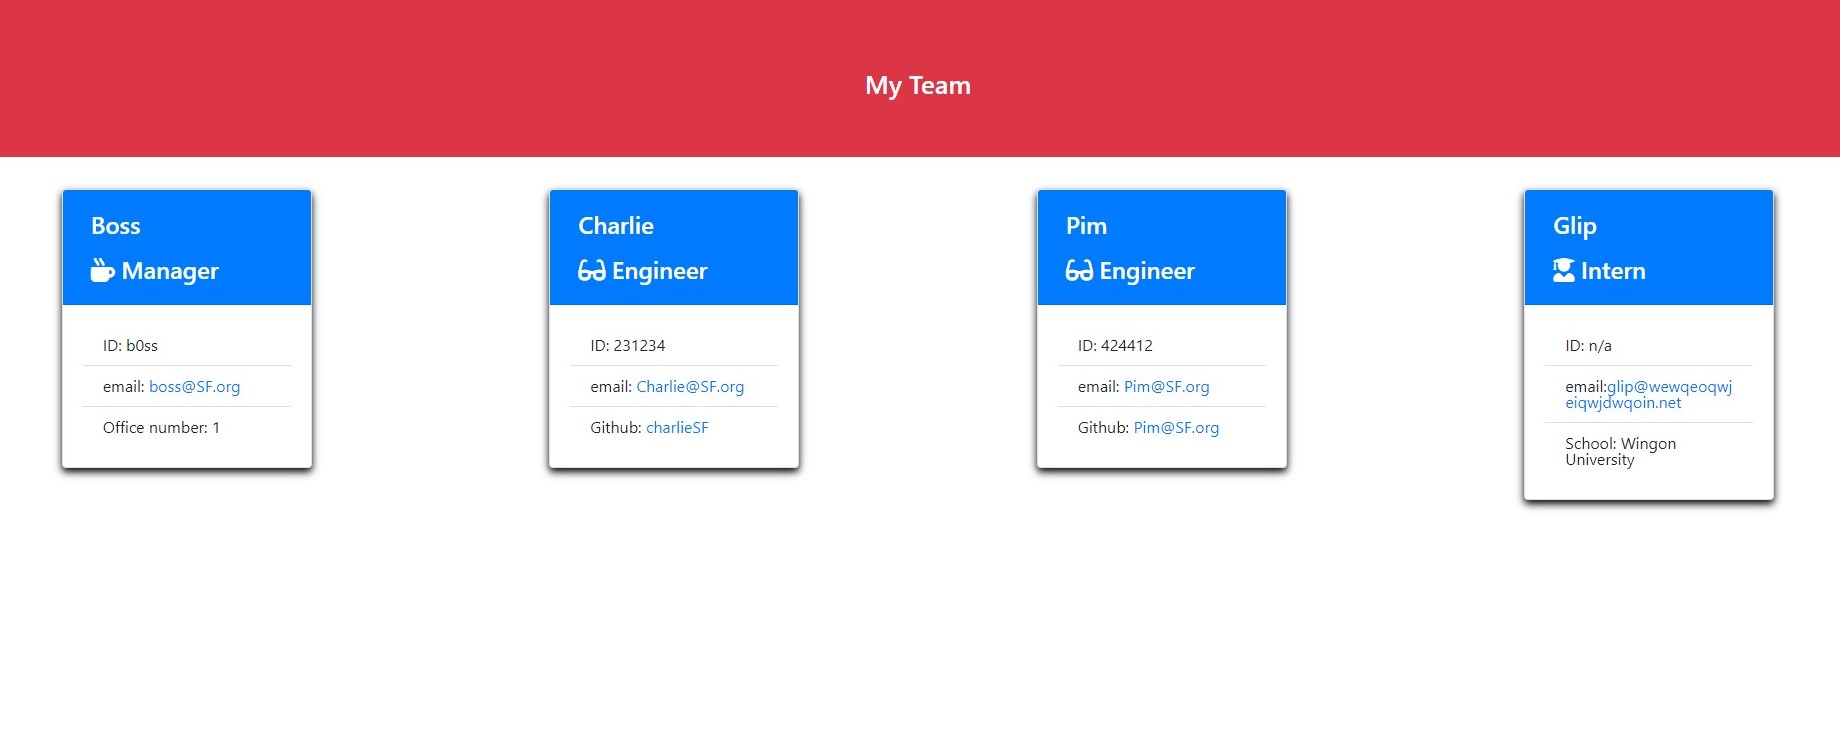 My Team
Boss
Manager
ID: b0ss
email: boss@SF.org
Office number: 1
Charlie
Engineer
ID: 231234
email: Charlie@SF.org
Github: charlieSF
Pim
Engineer
ID: 424412
email: Pim@SF.org
Github: Pim@SF.org
Glip
Intern
ID: n/a
email:glip@wewqeoqwj
eiqwjdwqoin.net
School: Wingon
University